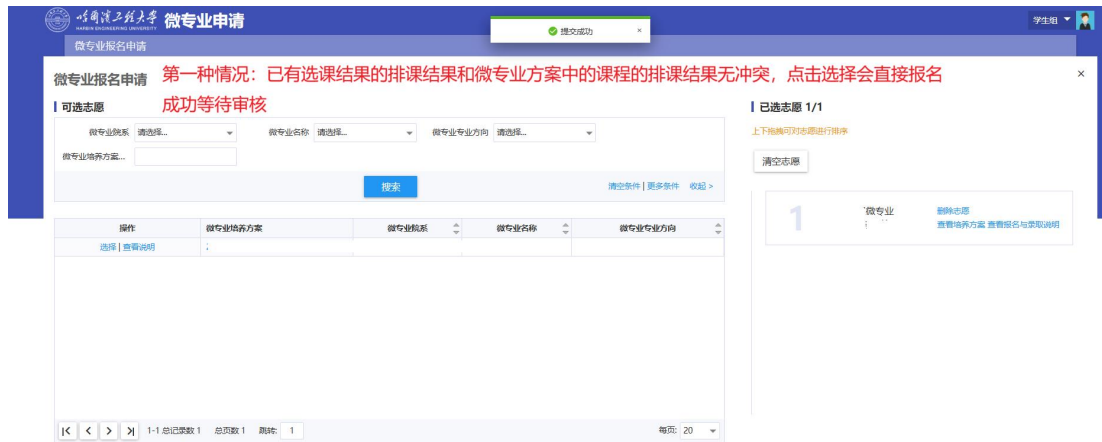 哈尔滨工程大学 微专业申请
HARBIN ENGINEERING UNIVERSITY
提交成功 ×
学生组
微专业报名申请
微专业报名申请
第一种情况：已有选课结果的排课结果和微专业方案中的课程的排课结果无冲突，点击选择会直接报名
成功等待审核
×
可选志愿
微专业院系 请选择...
微专业名称 请选择...
微专业专业方向 请选择...
微专业培养方案...
搜索
清空条件 | 更多条件 收起 >
操作 微专业培养方案 微专业院系 微专业名称 微专业专业方向
选择 | 查看说明
1-1 总记录数 1 总页数 1 跳转: 1
每页: 20
已选志愿 1/1
上下拖拽可对志愿进行排序
清空志愿
1
微专业
删除志愿
查看培养方案 查看报名与录取说明